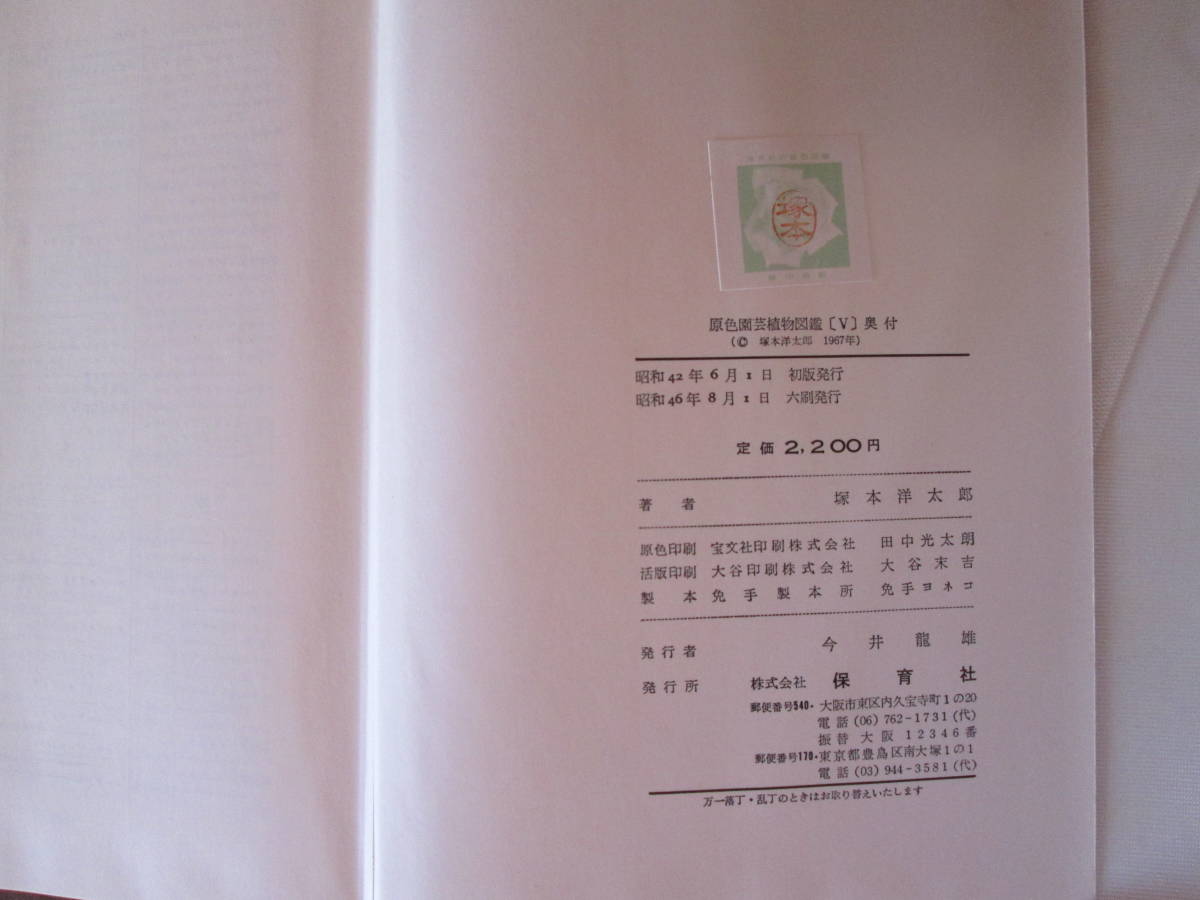 塚本
原色園芸植物図鑑〔V〕奥付
(© 塚本洋太郎 1967年)
昭和42年6月1日 初版発行
昭和46年8月1日 六刷発行
定価 2,200円
著者 塚本洋太郎
原色印刷 宝文社印刷株式会社 田中光太朗
活版印刷 大谷印刷株式会社 大谷末吉
製本 免手製本所 免手ヨネコ
発行者 今井龍雄
発行所 株式会社 保育社
郵便番号540・大阪市東区内久宝寺町1の20
電話 (06) 762-1731 (代)
振替大阪 12346番
郵便番号170・東京都豊島区南大塚1の1
電話 (03) 944-3581 (代)
万一落丁・乱丁のときはお取り替えいたします